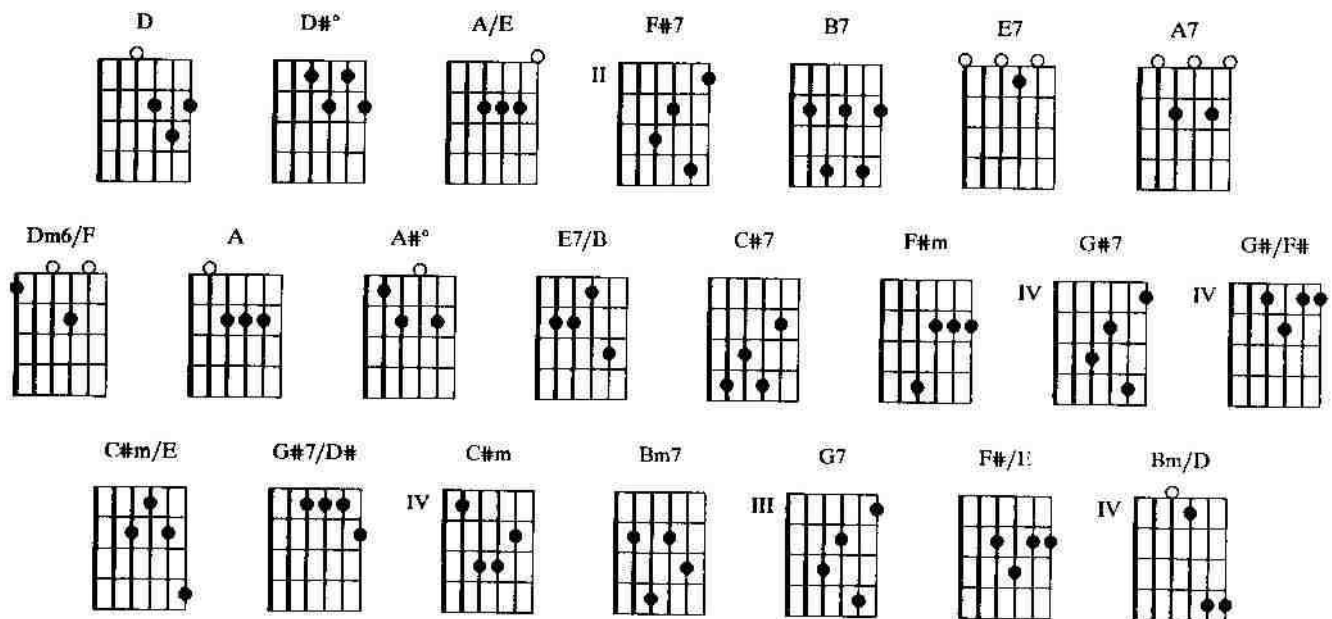 D D#° A/E F#7 B7 E7 A7
II
Dm6/F A A#° E7/B C#7 F#m G#7 G#/F#
IV IV
C#m/E G#7/D# C#m Bm7 G7 F#/E Bm/D
IV III IV